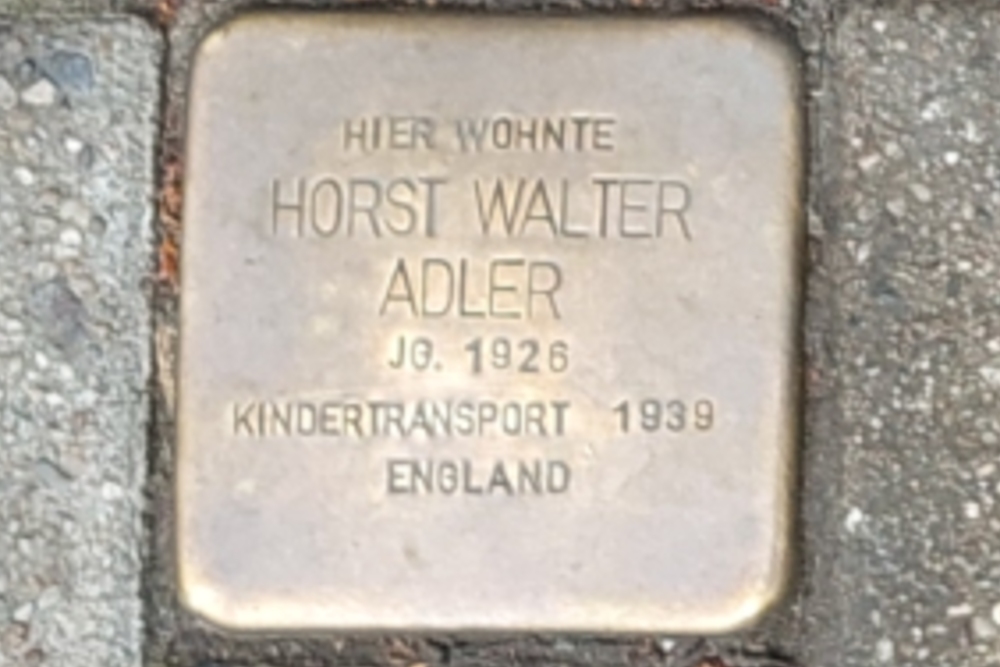 HIER WOHNTE
HORST WALTER
ADLER
JG. 1926
KINDERTRANSPORT 1939
ENGLAND